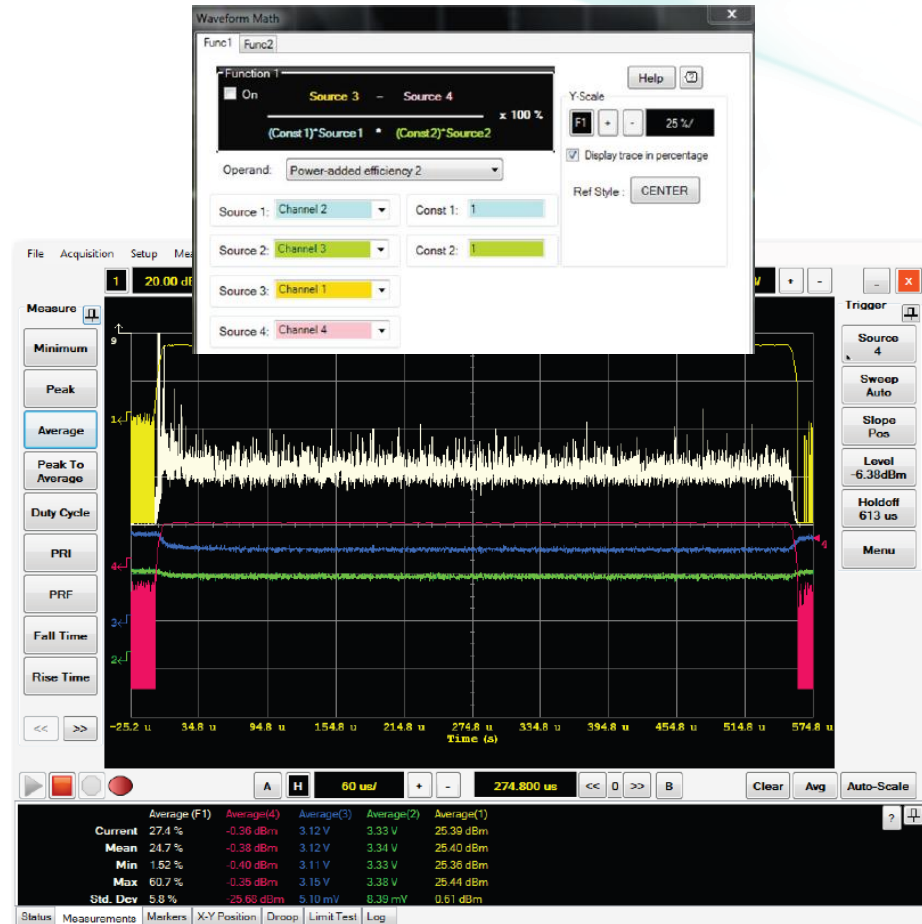 Waveform Math
x
Func1 Func2
Function 1
On
Source 3 – Source 4
x 100 %
(Const1)*Source1 * (Const2)*Source2
Help
Y-Scale
F1 + - 25 %/
Display trace in percentage
Ref Style : CENTER
Operand: Power-added efficiency 2
Source 1: Channel 2 Const 1: 1
Source 2: Channel 3 Const 2: 1
Source 3: Channel 1
Source 4: Channel 4
File Acquisition Setup
1 20.00 + - _ X
Measure
Minimum
Peak
Average
Peak To
Average
Duty Cycle
PRI
PRF
Fall Time
Rise Time
<< >>
9
1
4
3
2
4
Trigger
Source
4
Sweep
Auto
Slope
Pos
Level
-6.38dBm
Holdoff
613 us
Menu
-25.2 u 34.8 u 94.8 u 154.8 u 214.8 u 274.8 u 334.8 u 394.8 u 454.8 u 514.8 u 574.8 u
Time (s)
A H 60 us/ + - 274.800 us << 0 >> B Clear Avg Auto-Scale
Average (F1) Average(4) Average(3) Average(2) Average(1) ?
Current 27.4 % -0.36 dBm 3.12 V 3.33 V 25.39 dBm
Mean 24.7 % -0.38 dBm 3.12 V 3.34 V 25.40 dBm
Min 1.52 % -0.40 dBm 3.11 V 3.33 V 25.36 dBm
Max 60.7 % -0.35 dBm 3.15 V 3.38 V 25.44 dBm
Std. Dev 5.8 % -25.68 dBm 5.10 mV 8.39 mV 0.61 dBm
Status Measurements Markers X-Y Position Droop Limit Test Log